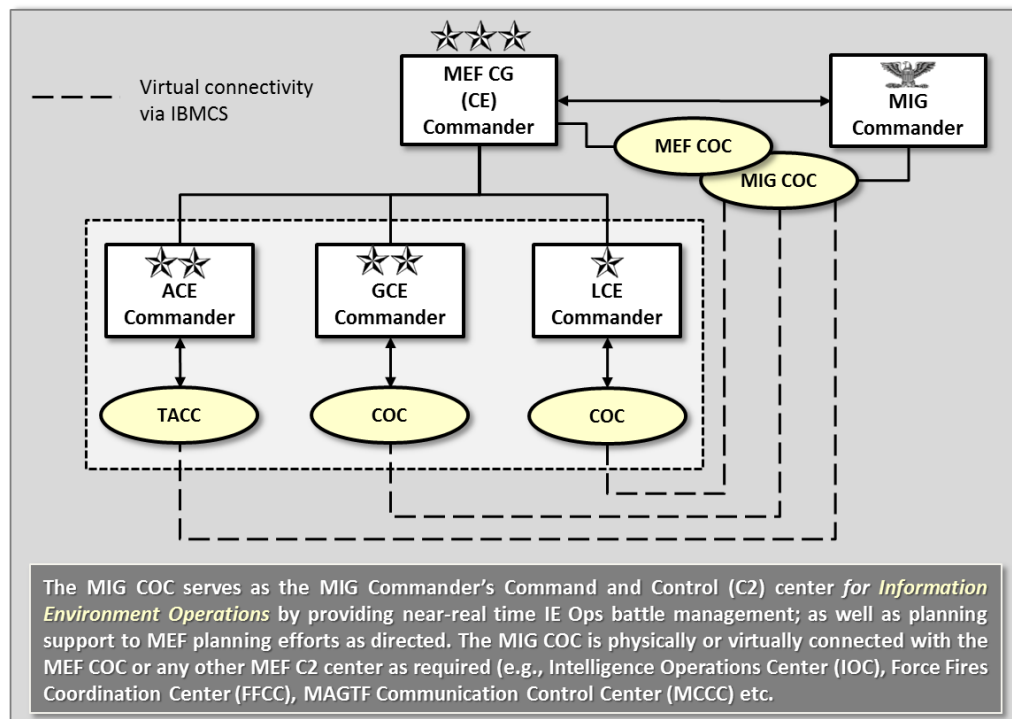 Virtual connectivity
via IBMCS
MEF CG
(CE)
Commander
MIG
Commander
MEF COC
MIG COC
ACE
Commander
GCE
Commander
LCE
Commander
TACC
COC
COC
The MIG COC serves as the MIG Commander’s Command and Control (C2) center for Information
Environment Operations by providing near-real time IE Ops battle management; as well as planning
support to MEF planning efforts as directed. The MIG COC is physically or virtually connected with the
MEF COC or any other MEF C2 center as required (e.g., Intelligence Operations Center (IOC), Force Fires
Coordination Center (FFCC), MAGTF Communication Control Center (MCCC) etc.